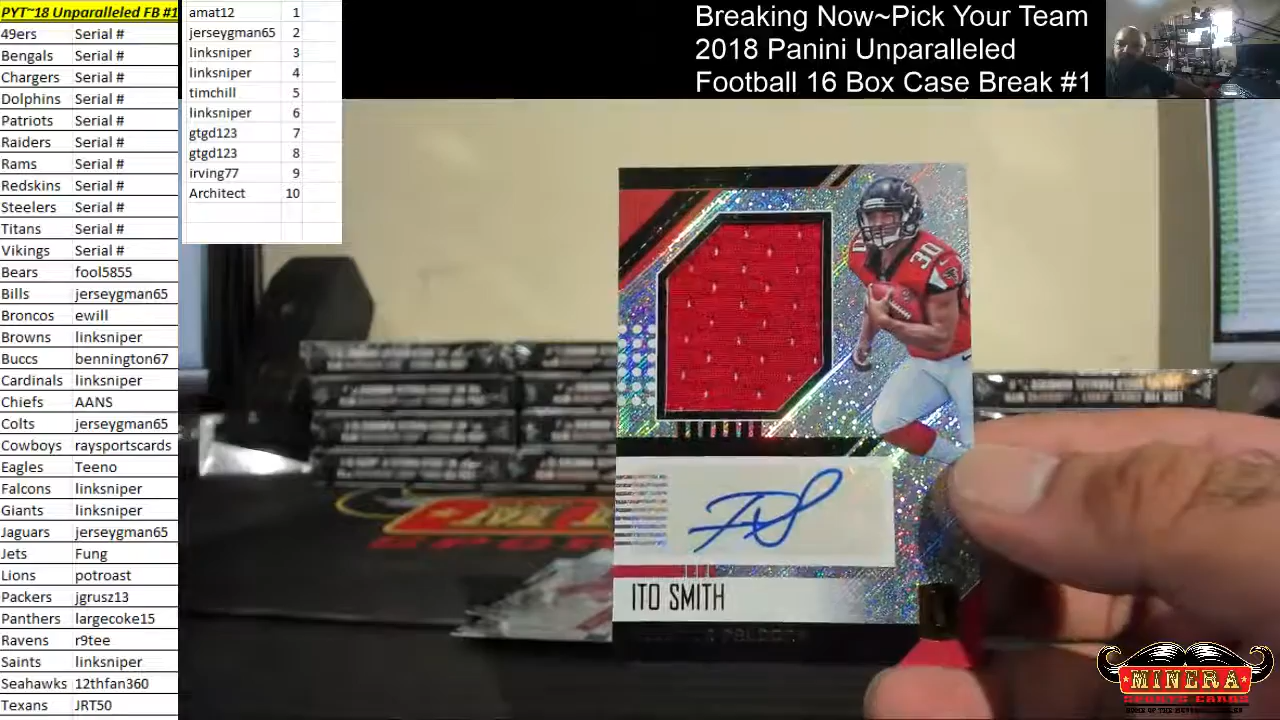 PYT~18 Unparalleled FB #1
49ers Serial #
Bengals Serial #
Chargers Serial #
Dolphins Serial #
Patriots Serial #
Raiders Serial #
Rams Serial #
Redskins Serial #
Steelers Serial #
Titans Serial #
Vikings Serial #
Bears fool5855
Bills jerseygman65
Broncos ewill
Browns linksniper
Buccs bennington67
Cardinals linksniper
Chiefs AANS
Colts jerseygman65
Cowboys raysportscards
Eagles Teeno
Falcons linksniper
Giants linksniper
Jaguars jerseygman65
Jets Fung
Lions potroast
Packers jgrusz13
Panthers largecoke15
Ravens r9tee
Saints linksniper
Seahawks 12thfan360
Texans JRT50
amat12 1
jerseygman65 2
linksniper 3
linksniper 4
timchill 5
linksniper 6
gtgd123 7
gtgd123 8
irving77 9
Architect 10
Breaking Now~Pick Your Team
2018 Panini Unparalleled
Football 16 Box Case Break #1
30
ITO SMITH
MINERA
SPORTS CARDS